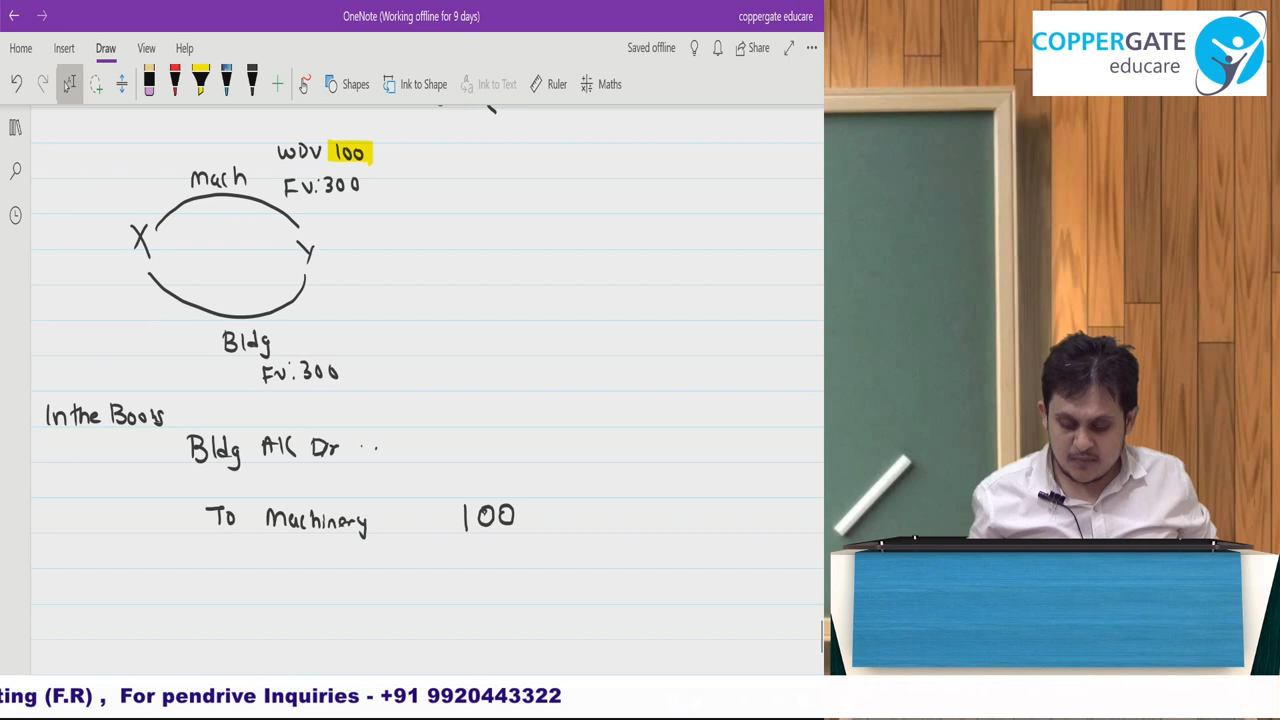 OneNote (Working offline for 9 days)
coppergate educare
Home Insert Draw View Help
Saved offline
Share
Shapes
Ink to Shape
Ink to Text
Ruler
Maths
COPPERGATE
educare
WDV 100
Mach
Fv: 300
X
Y
Bldg
Fv: 300
In the Books
Bldg A/c Dr ..
To Machinery 100
ting (F.R) , For pendrive Inquiries - +91 9920443322